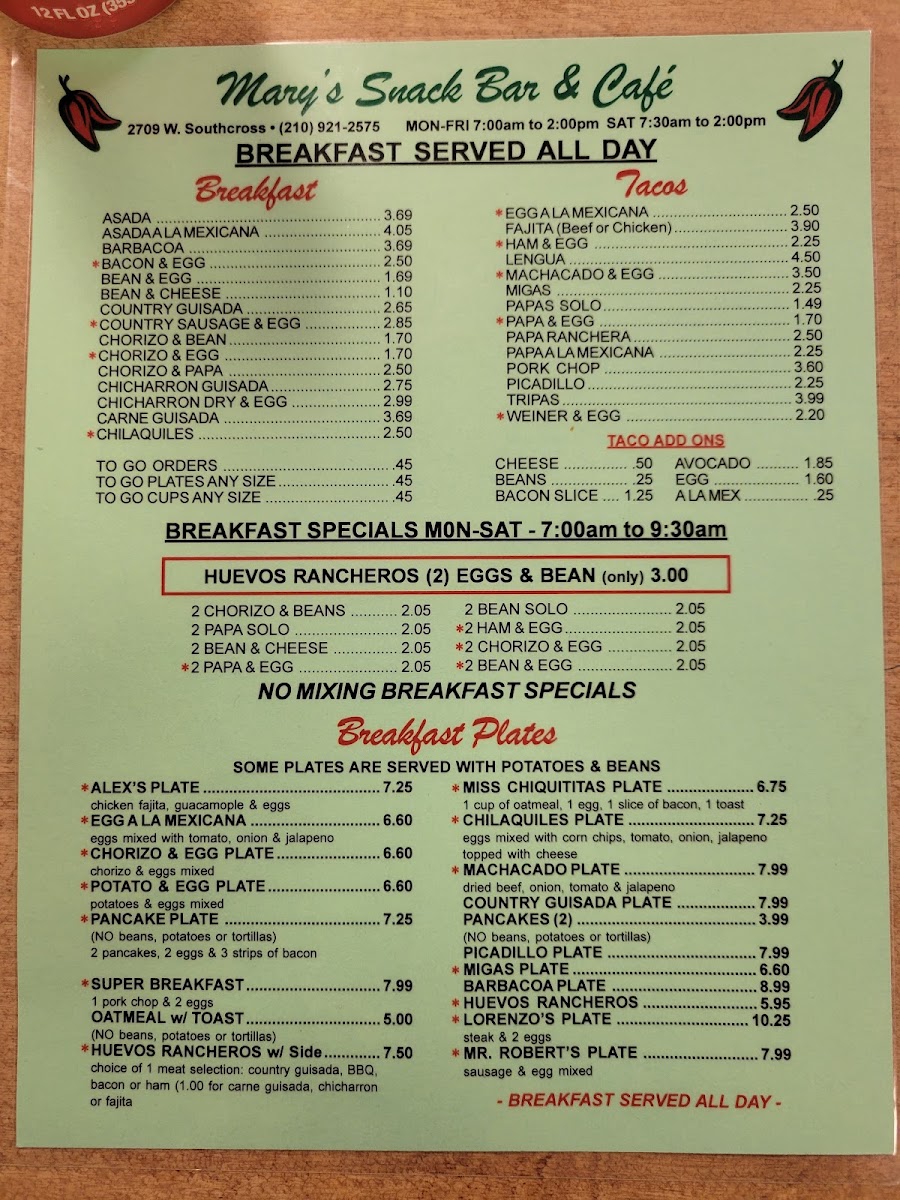 12 FL OZ (355
Mary's Snack Bar & Café
2709 W. Southcross • (210) 921-2575 MON-FRI 7:00am to 2:00pm SAT 7:30am to 2:00pm
BREAKFAST SERVED ALL DAY
Breakfast
ASADA 3.69
ASADA A LA MEXICANA 4.05
BARBACOA 3.69
*BACON & EGG 2.50
BEAN & EGG 1.69
BEAN & CHEESE 1.10
COUNTRY GUISADA 2.65
*COUNTRY SAUSAGE & EGG 2.85
CHORIZO & BEAN 1.70
*CHORIZO & EGG 1.70
CHORIZO & PAPA 2.50
CHICHARRON GUISADA 2.75
CHICHARRON DRY & EGG 2.99
CARNE GUISADA 3.69
*CHILAQUILES 2.50
TO GO ORDERS .45
TO GO PLATES ANY SIZE .45
TO GO CUPS ANY SIZE .45
Tacos
*EGG A LA MEXICANA 2.50
FAJITA (Beef or Chicken) 3.90
*HAM & EGG 2.25
LENGUA 4.50
*MACHACADO & EGG 3.50
MIGAS 2.25
PAPAS SOLO 1.49
*PAPA & EGG 1.70
PAPA RANCHERA 2.50
PAPA A LA MEXICANA 2.25
PORK CHOP 3.60
PICADILLO 2.25
TRIPAS 3.99
*WEINER & EGG 2.20
TACO ADD ONS
CHEESE .50 AVOCADO 1.85
BEANS .25 EGG 1.60
BACON SLICE 1.25 A LA MEX .25
BREAKFAST SPECIALS M0N-SAT - 7:00am to 9:30am
HUEVOS RANCHEROS (2) EGGS & BEAN (only) 3.00
2 CHORIZO & BEANS 2.05
2 PAPA SOLO 2.05
2 BEAN & CHEESE 2.05
*2 PAPA & EGG 2.05
2 BEAN SOLO 2.05
*2 HAM & EGG 2.05
*2 CHORIZO & EGG 2.05
*2 BEAN & EGG 2.05
NO MIXING BREAKFAST SPECIALS
Breakfast Plates
SOME PLATES ARE SERVED WITH POTATOES & BEANS
*ALEX'S PLATE 7.25
chicken fajita, guacamople & eggs
*EGG A LA MEXICANA 6.60
eggs mixed with tomato, onion & jalapeno
*CHORIZO & EGG PLATE 6.60
chorizo & eggs mixed
*POTATO & EGG PLATE 6.60
potatoes & eggs mixed
*PANCAKE PLATE 7.25
(NO beans, potatoes or tortillas)
2 pancakes, 2 eggs & 3 strips of bacon
*SUPER BREAKFAST 7.99
1 pork chop & 2 eggs
OATMEAL w/ TOAST 5.00
(NO beans, potatoes or tortillas)
*HUEVOS RANCHEROS w/ Side 7.50
choice of 1 meat selection: country guisada, BBQ,
bacon or ham (1.00 for carne guisada, chicharron
or fajita
*MISS CHIQUITITAS PLATE 6.75
1 cup of oatmeal, 1 egg, 1 slice of bacon, 1 toast
*CHILAQUILES PLATE 7.25
eggs mixed with corn chips, tomato, onion, jalapeno
topped with cheese
*MACHACADO PLATE 7.99
dried beef, onion, tomato & jalapeno
COUNTRY GUISADA PLATE 7.99
PANCAKES (2) 3.99
(NO beans, potatoes or tortillas)
PICADILLO PLATE 7.99
*MIGAS PLATE 6.60
BARBACOA PLATE 8.99
*HUEVOS RANCHEROS 5.95
*LORENZO'S PLATE 10.25
steak & 2 eggs
*MR. ROBERT'S PLATE 7.99
sausage & egg mixed
- BREAKFAST SERVED ALL DAY -